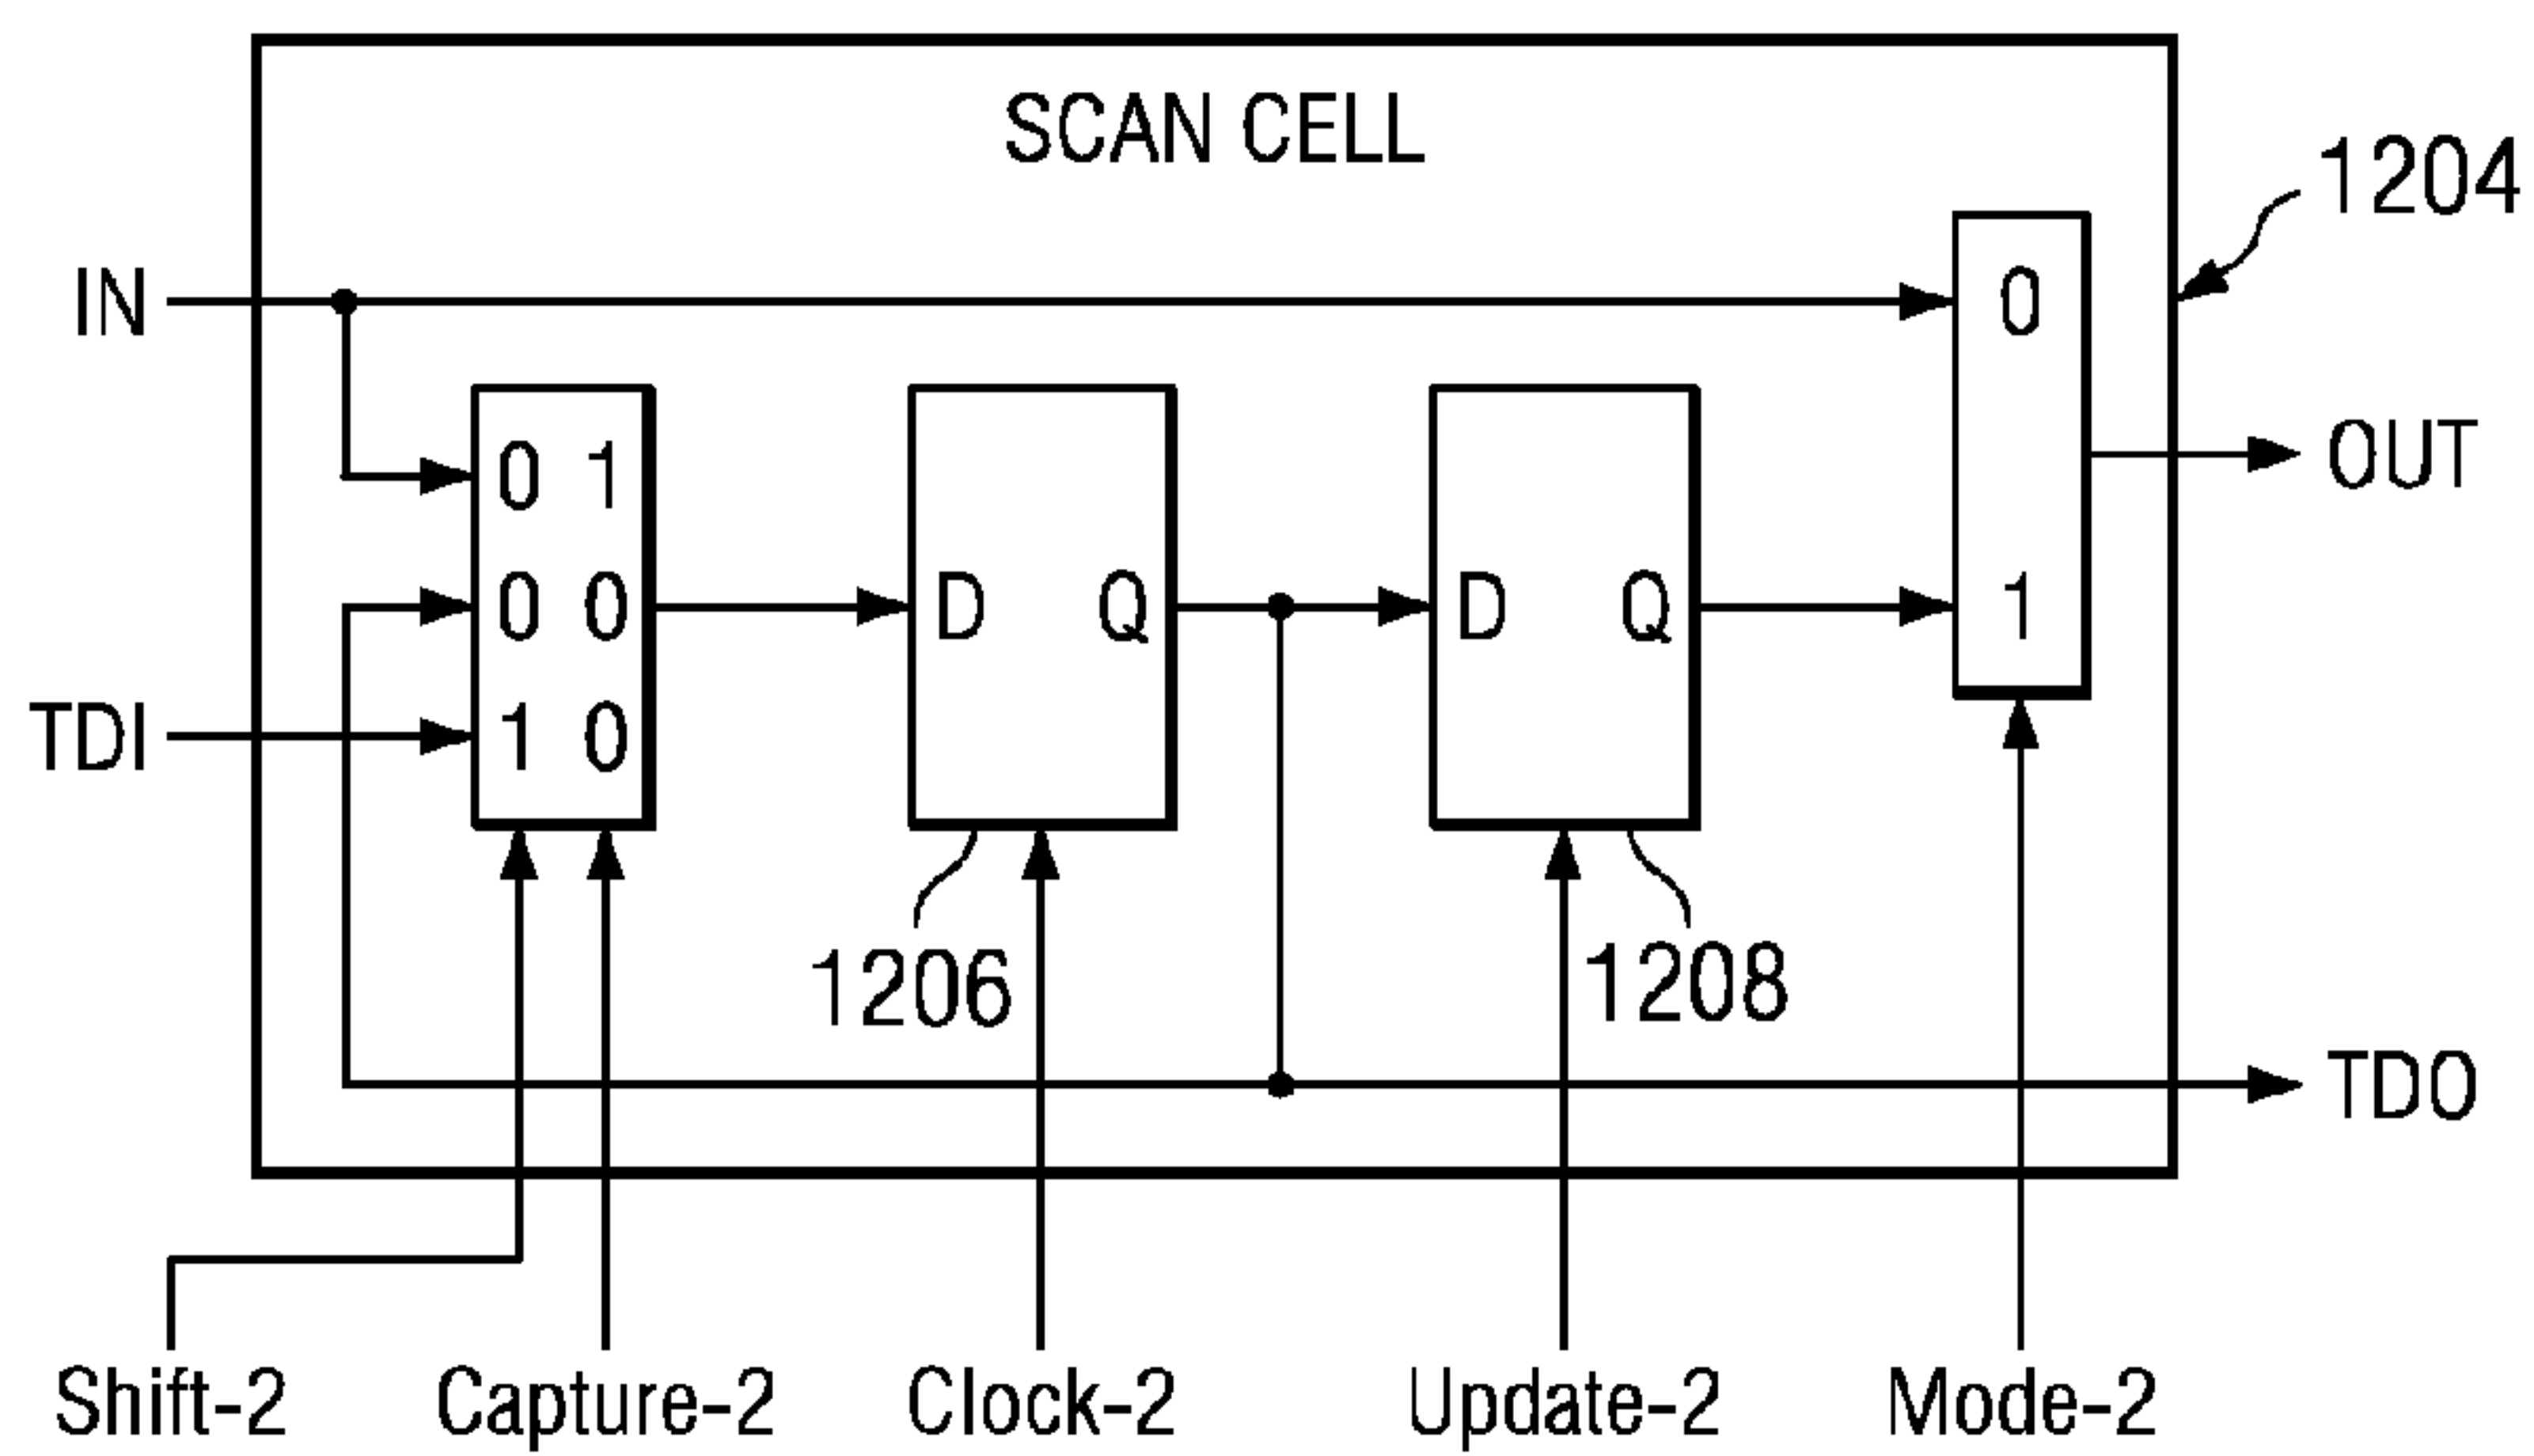 SCAN CELL
1204
IN
0
0 1
OUT
0 0
D Q
D Q
1
TDI
1 0
1206
1208
TDO
Shift-2
Capture-2
Clock-2
Update-2
Mode-2